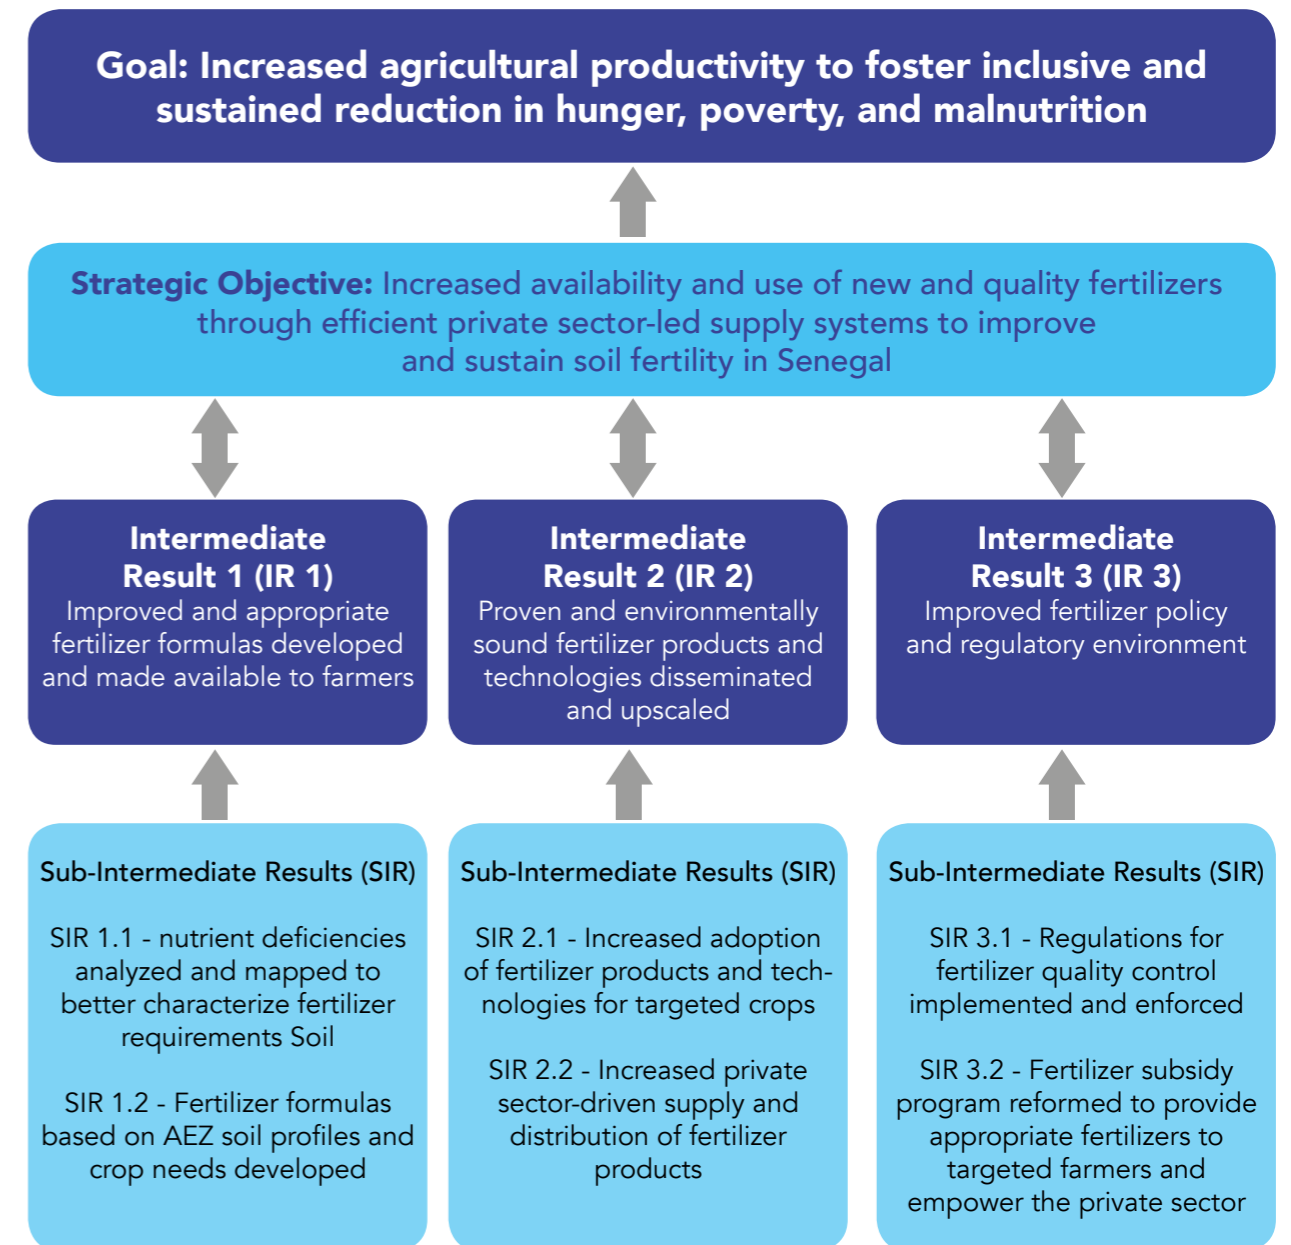 Goal: Increased agricultural productivity to foster inclusive and
sustained reduction in hunger, poverty, and malnutrition
Strategic Objective: Increased availability and use of new and quality fertilizers
through efficient private sector-led supply systems to improve
and sustain soil fertility in Senegal
Intermediate
Result 1 (IR 1)
Improved and appropriate
fertilizer formulas developed
and made available to farmers
Intermediate
Result 2 (IR 2)
Proven and environmentally
sound fertilizer products and
technologies disseminated
and upscaled
Intermediate
Result 3 (IR 3)
Improved fertilizer policy
and regulatory environment
Sub-Intermediate Results (SIR)
SIR 1.1 - nutrient deficiencies
analyzed and mapped to
better characterize fertilizer
requirements Soil
SIR 1.2 - Fertilizer formulas
based on AEZ soil profiles and
crop needs developed
Sub-Intermediate Results (SIR)
SIR 2.1 - Increased adoption
of fertilizer products and tech-
nologies for targeted crops
SIR 2.2 - Increased private
sector-driven supply and
distribution of fertilizer
products
Sub-Intermediate Results (SIR)
SIR 3.1 - Regulations for
fertilizer quality control
implemented and enforced
SIR 3.2 - Fertilizer subsidy
program reformed to provide
appropriate fertilizers to
targeted farmers and
empower the private sector